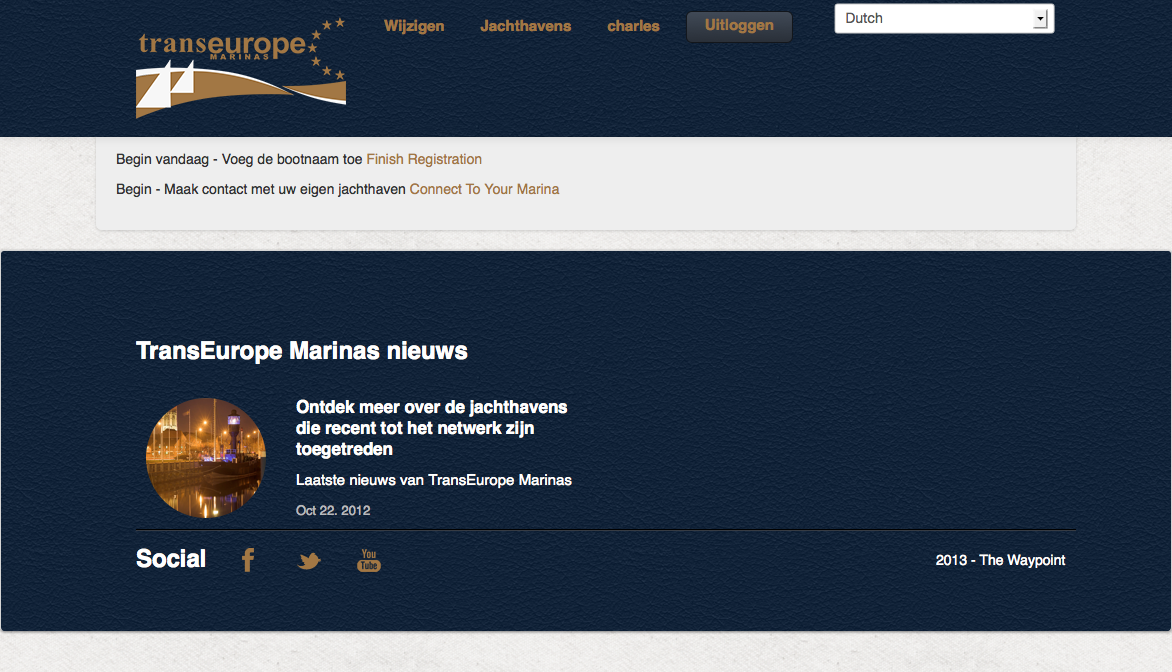 transeurope
MARINAS
Wijzigen
Jachthavens
charles
Uitloggen
Dutch
Begin vandaag - Voeg de bootnaam toe Finish Registration
Begin - Maak contact met uw eigen jachthaven Connect To Your Marina
TransEurope Marinas nieuws
Ontdek meer over de jachthavens
die recent tot het netwerk zijn
toegetreden
Laatste nieuws van TransEurope Marinas
Oct 22. 2012
Social
You
Tube
2013 - The Waypoint